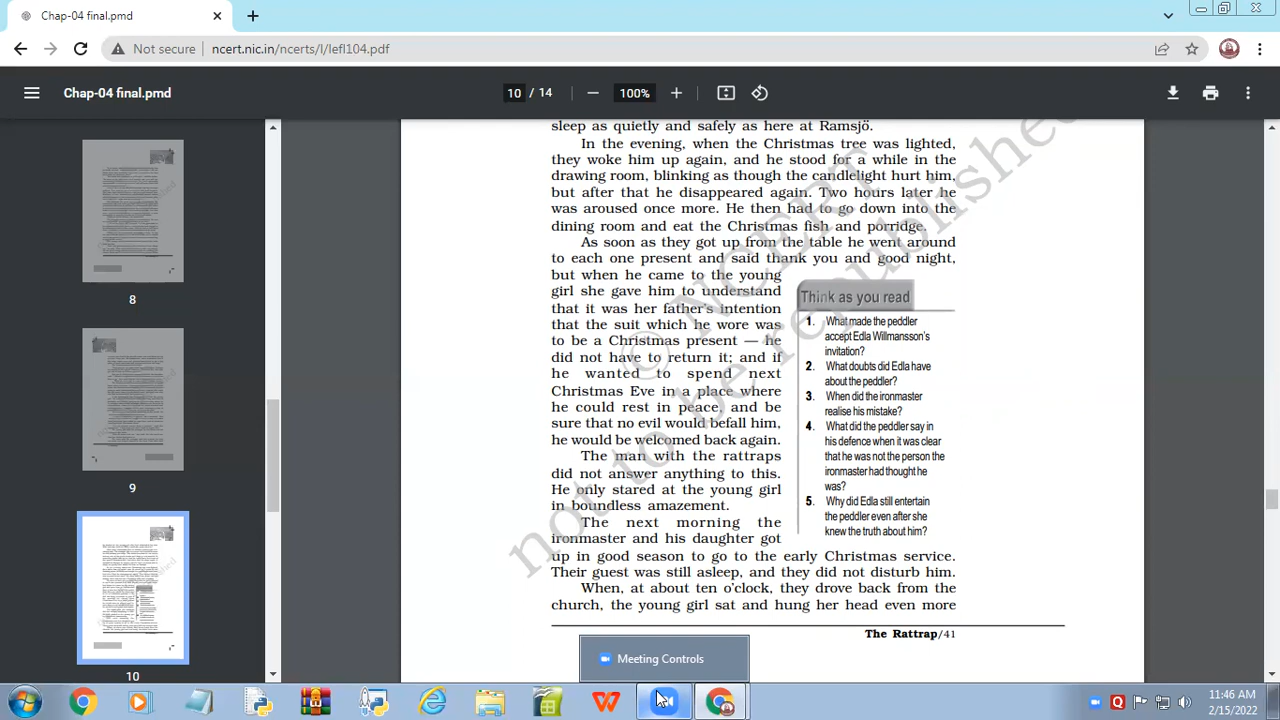 Chap-04 final.pmd
Not secure
ncert.nic.in/ncerts/l/lefl104.pdf
Chap-04 final.pmd
10 / 14
100%
8
9
10
sleep as quietly and safely as here at Ramsjö.
In the evening, when the Christmas tree was lighted,
they woke him up again, and he stood for a while in the
drawing room, blinking as though the candlelight hurt him,
but after that he disappeared again. Two hours later he
was aroused once more. He then had to go down into the
dining room and eat the Christmas fish and porridge.
As soon as they got up from the table he went around
to each one present and said thank you and good night,
but when he came to the young
girl she gave him to understand
that it was her father's intention
that the suit which he wore was
to be a Christmas present — he
did not have to return it; and if
he wanted to spend next
Christmas Eve in a place where
he could rest in peace, and be
sure that no evil would befall him,
he would be welcomed back again.
The man with the rattraps
did not answer anything to this.
He only stared at the young girl
in boundless amazement.
The next morning the
ironmaster and his daughter got
up in good season to go to the early Christmas service.
Their guest was still asleep, and they did not disturb him.
When, at about ten o'clock, they drove back from the
church, the young girl sat and hung her head even more
Think as you read
1. What made the peddler
accept Edla Willmansson's
invitation?
2. What doubts did Edla have
about the peddler?
3. When did the ironmaster
realise his mistake?
4. What did the peddler say in
his defence when it was clear
that he was not the person the
ironmaster had thought he
was?
5. Why did Edla still entertain
the peddler even after she
knew the truth about him?
© NCERT
not to be republished
The Rattrap/41
Meeting Controls
11:46 AM
2/15/2022